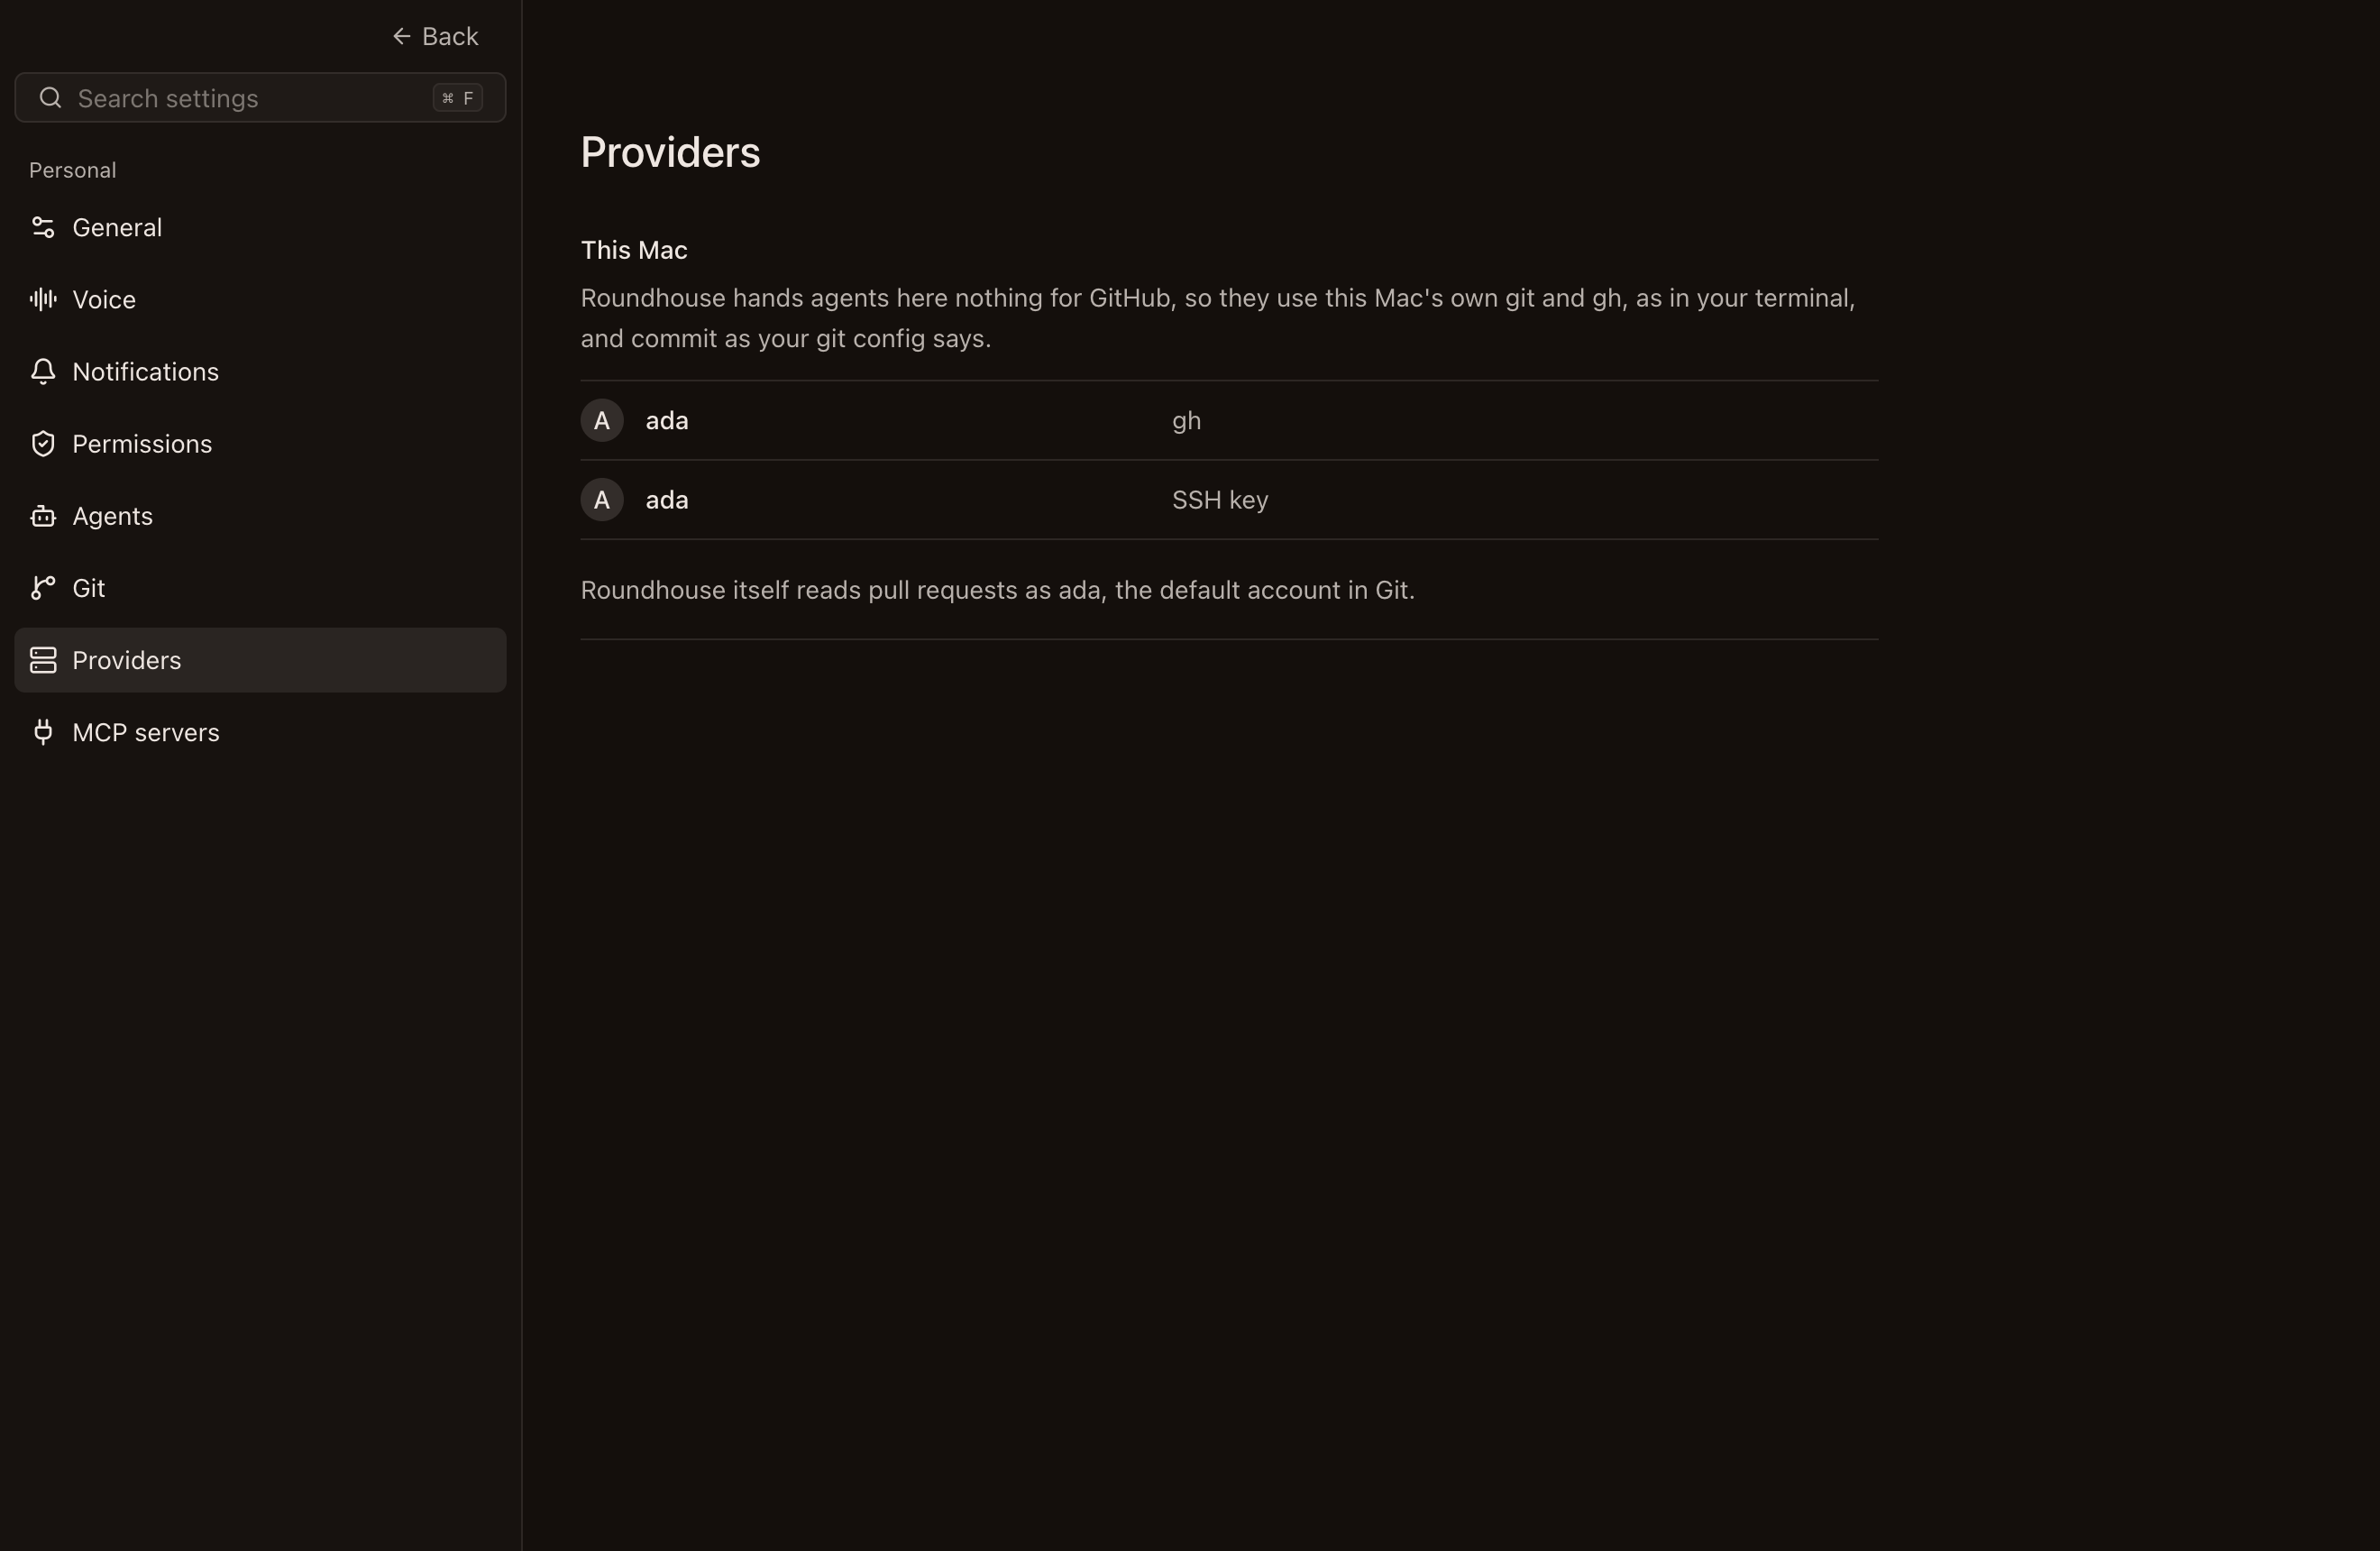 Back
Search settings
⌘ F
Personal
General
Voice
Notifications
Permissions
Agents
Git
Providers
MCP servers
Providers
This Mac
Roundhouse hands agents here nothing for GitHub, so they use this Mac's own git and gh, as in your terminal,
and commit as your git config says.
A ada gh
A ada SSH key
Roundhouse itself reads pull requests as ada, the default account in Git.